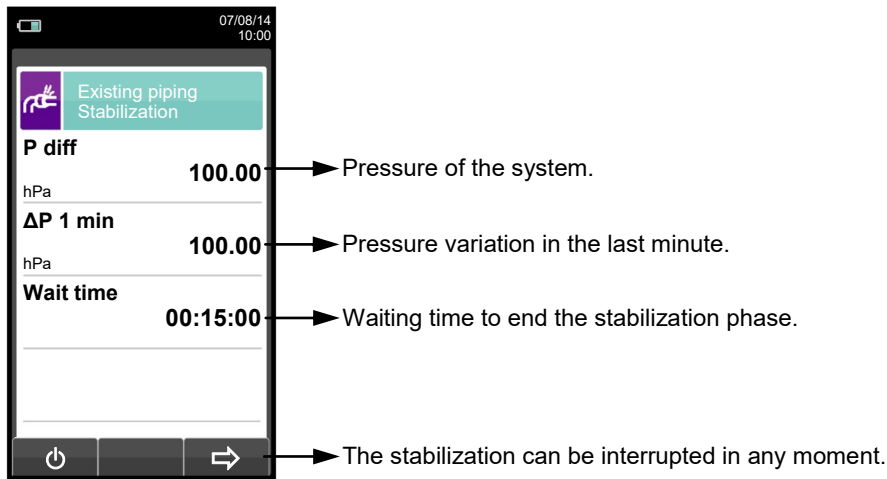 07/08/14
10:00
Existing piping
Stabilization
P diff
100.00
hPa
Pressure of the system.
ΔP 1 min
100.00
hPa
Pressure variation in the last minute.
Wait time
00:15:00
Waiting time to end the stabilization phase.
The stabilization can be interrupted in any moment.